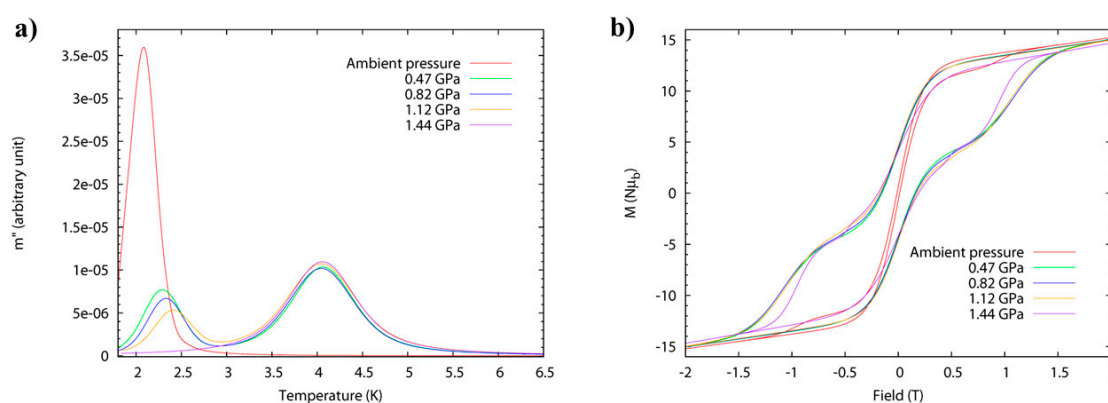 a)
m" (arbitrary unit)
3.5e-05
3e-05
2.5e-05
2e-05
1.5e-05
1e-05
5e-06
0
2
2.5
3
3.5
4
4.5
5
5.5
6
6.5
Temperature (K)
Ambient pressure
0.47 GPa
0.82 GPa
1.12 GPa
1.44 GPa
b)
M (Nμb)
15
10
5
0
-5
-10
-15
-2
-1.5
-1
-0.5
0
0.5
1
1.5
2
Field (T)
Ambient pressure
0.47 GPa
0.82 GPa
1.12 GPa
1.44 GPa